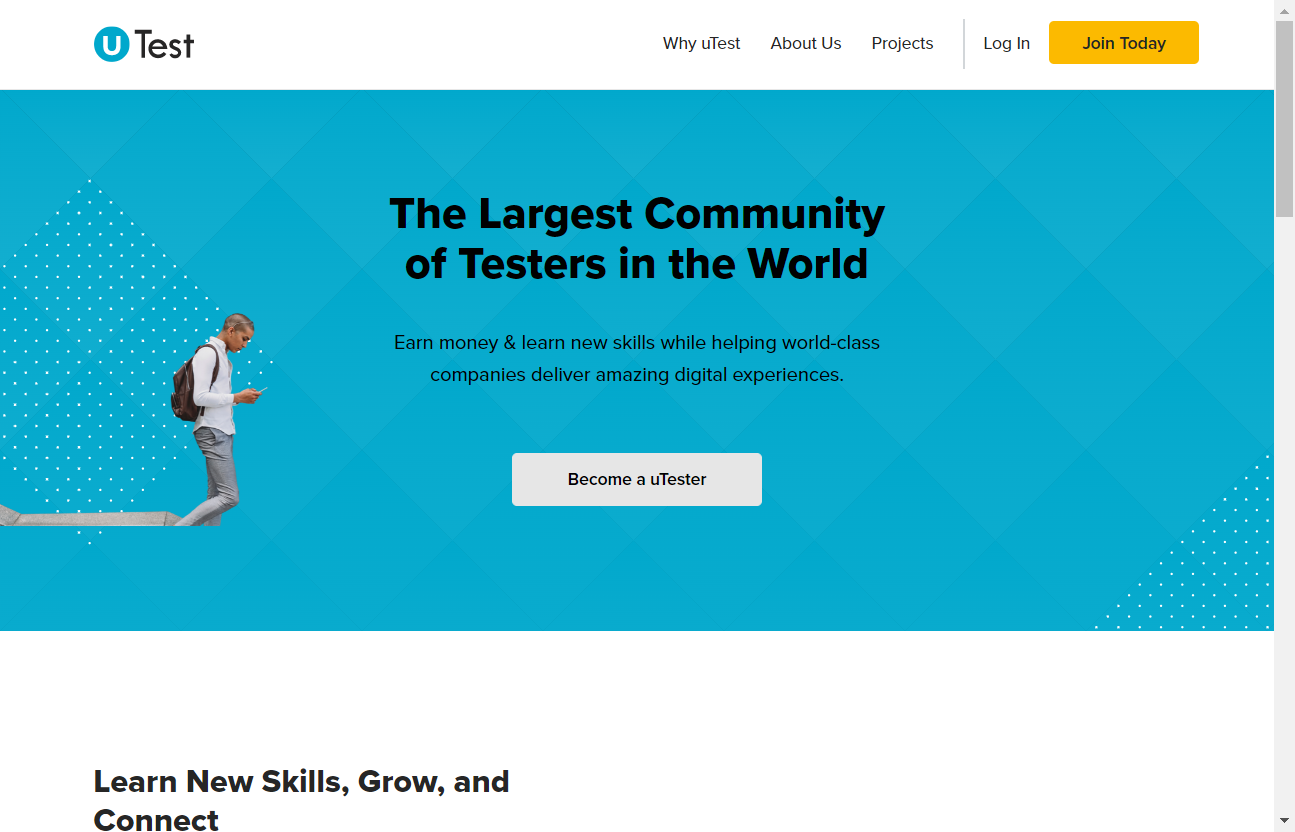 uTest
Why uTest
About Us
Projects
Log In
Join Today
The Largest Community
of Testers in the World
Earn money & learn new skills while helping world-class
companies deliver amazing digital experiences.
Become a uTester
Learn New Skills, Grow, and
Connect